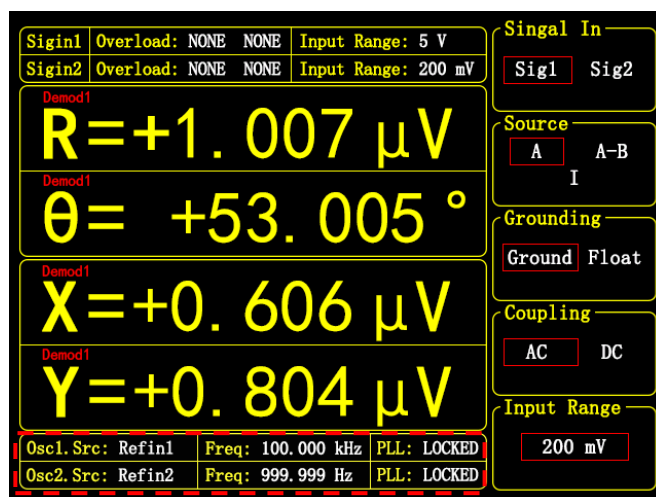 Sigin1 Overload: NONE NONE Input Range: 5 V
Sigin2 Overload: NONE NONE Input Range: 200 mV
Demod1
R=+1.007 μV
Demod1
θ= +53.005 °
Demod1
X=+0.606 μV
Demod1
Y=+0.804 μV
Osc1.Src: Refin1 Freq: 100.000 kHz PLL: LOCKED
Osc2.Src: Refin2 Freq: 999.999 Hz PLL: LOCKED
Singal In
Sig1 Sig2
Source
A A-B
I
Grounding
Ground Float
Coupling
AC DC
Input Range
200 mV